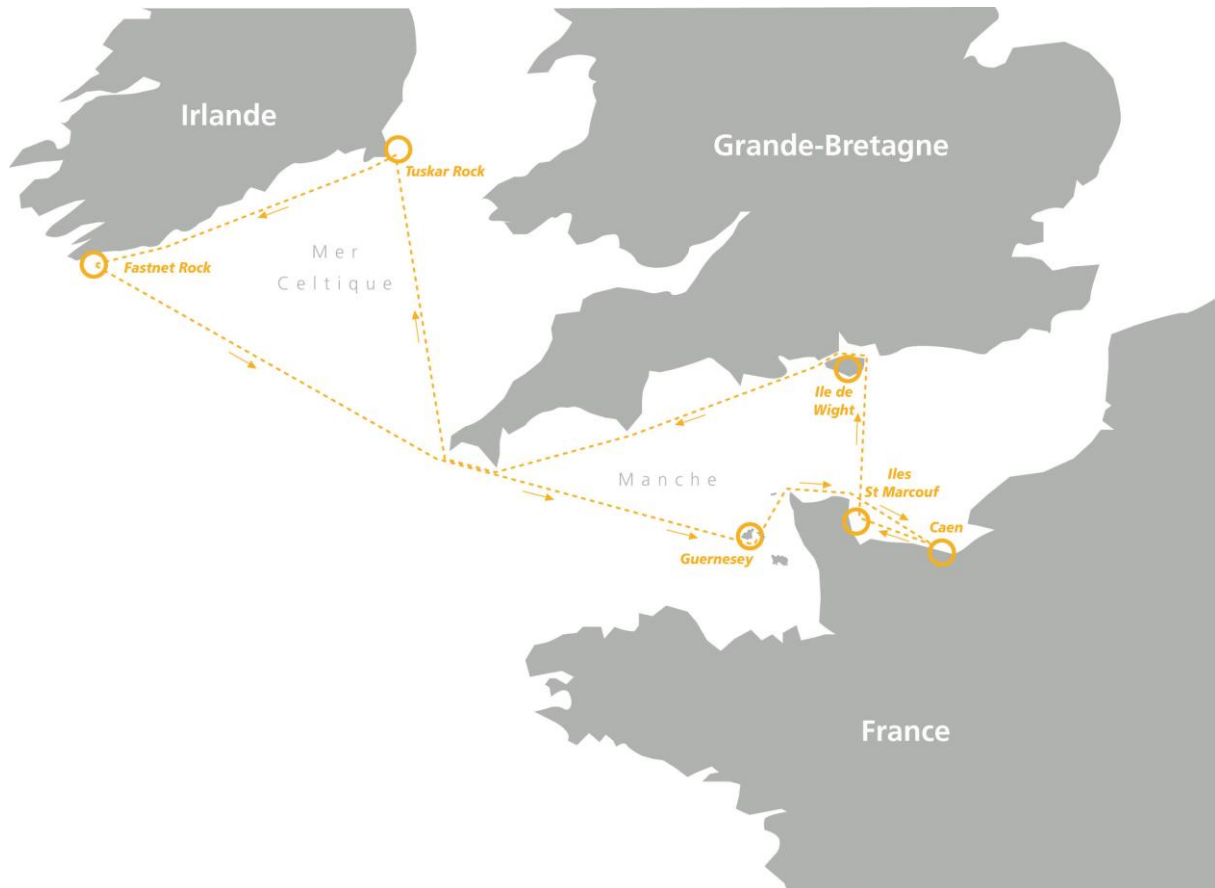 Irlande
Grande-Bretagne
Tuskar Rock
Mer
Celtique
Fastnet Rock
Ile de
Wight
Manche
Iles
St Marcouf
Caen
Guernesey
France